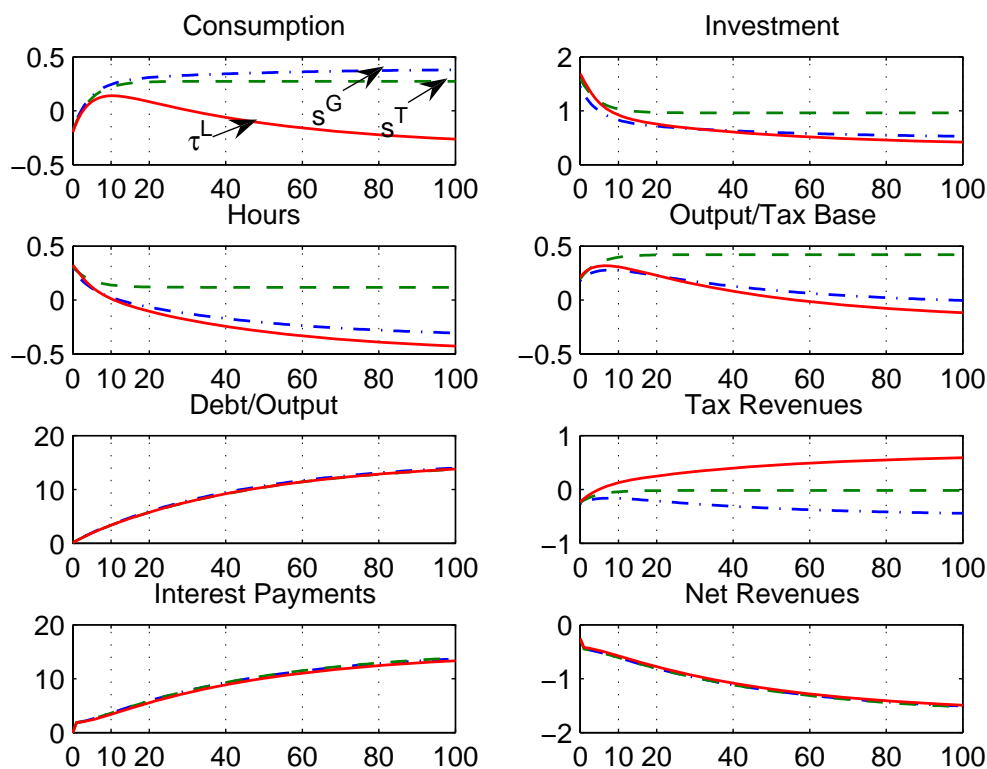 Consumption
0.5
0
−0.5
0 10 20 40 60 80 100
τ^L
s^G
s^T
Investment
2
1
0
0 10 20 40 60 80 100
Hours
0.5
0
−0.5
0 10 20 40 60 80 100
Output/Tax Base
0.5
0
−0.5
0 10 20 40 60 80 100
Debt/Output
20
10
0
0 10 20 40 60 80 100
Tax Revenues
1
0
−1
0 10 20 40 60 80 100
Interest Payments
20
10
0
0 10 20 40 60 80 100
Net Revenues
0
−1
−2
0 10 20 40 60 80 100